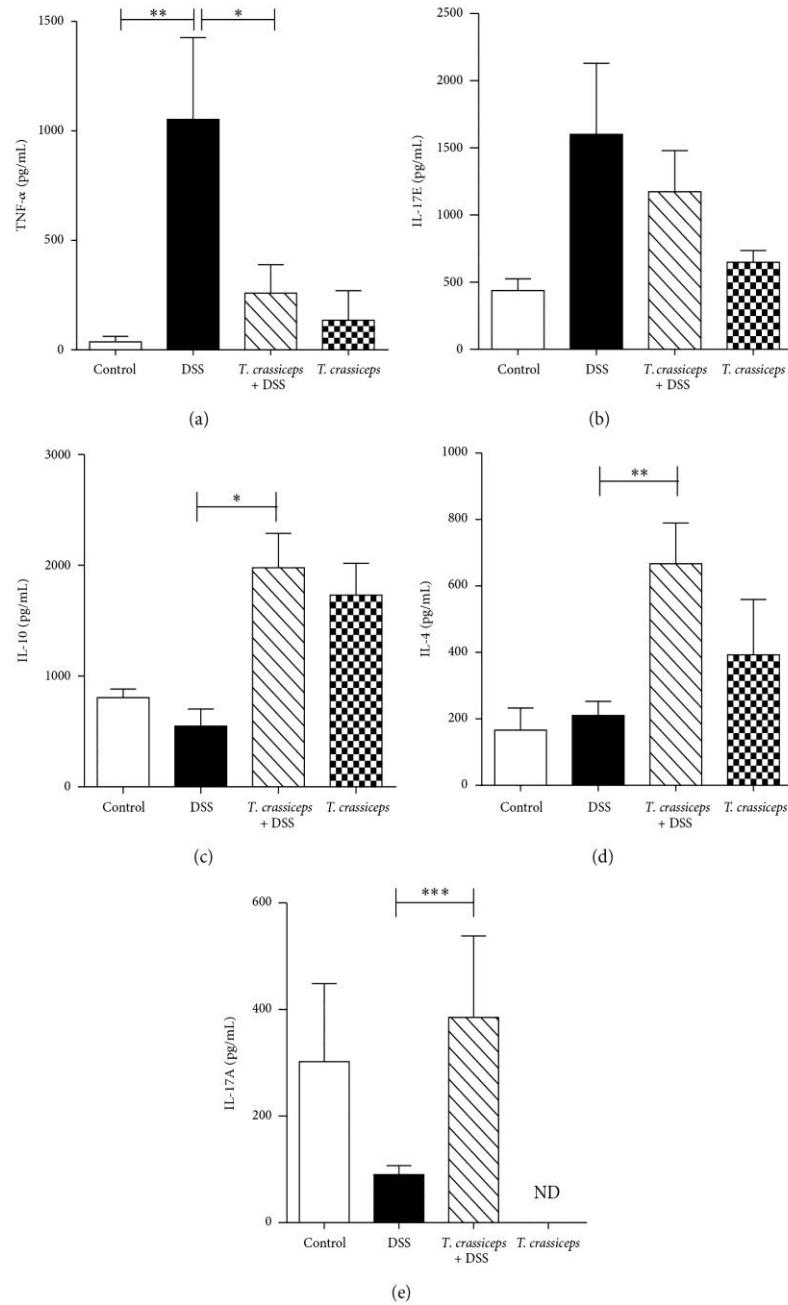 ** *
1500
1000
500
0
TNF-α (pg/mL)
Control DSS T. crassiceps T. crassiceps
+ DSS
(a)
2500
2000
1500
1000
500
0
IL-17E (pg/mL)
Control DSS T. crassiceps T. crassiceps
+ DSS
(b)
*
3000
2000
1000
0
IL-10 (pg/mL)
Control DSS T. crassiceps T. crassiceps
+ DSS
(c)
**
1000
800
600
400
200
0
IL-4 (pg/mL)
Control DSS T. crassiceps T. crassiceps
+ DSS
(d)
***
600
400
200
0
IL-17A (pg/mL)
ND
Control DSS T. crassiceps T. crassiceps
+ DSS
(e)